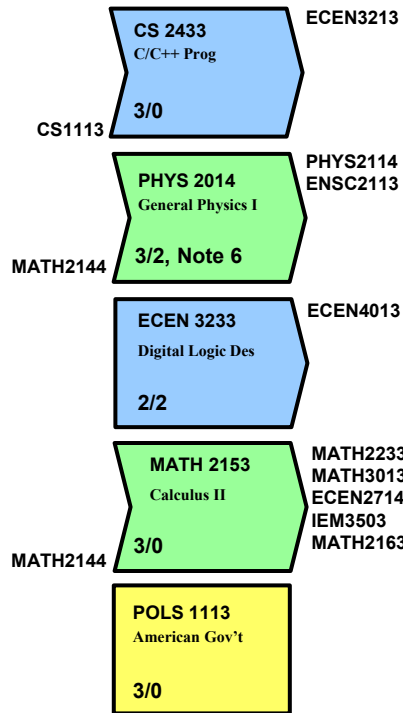 CS 2433
C/C++ Prog
3/0
ECEN3213
CS1113
PHYS 2014
General Physics I
3/2, Note 6
PHYS2114
ENSC2113
MATH2144
ECEN 3233
Digital Logic Des
2/2
ECEN4013
MATH 2153
Calculus II
3/0
MATH2233
MATH3013
ECEN2714
IEM3503
MATH2163
MATH2144
POLS 1113
American Gov't
3/0